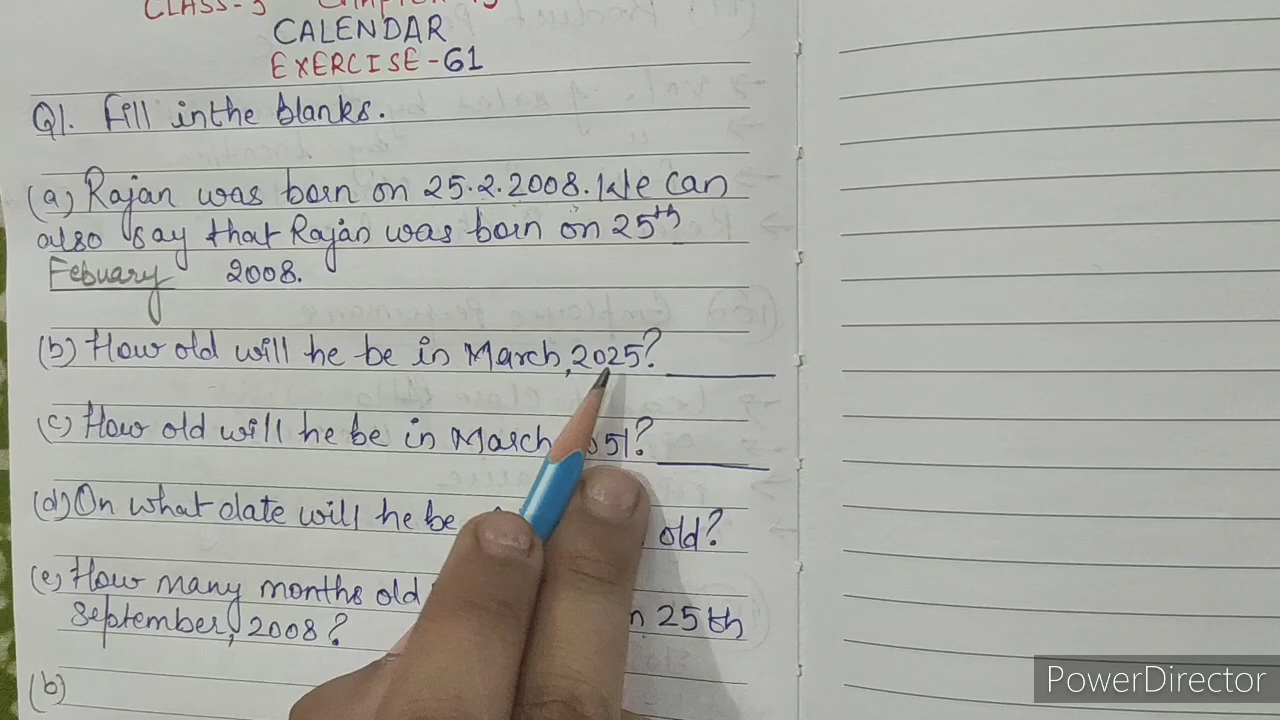 CLASS-3
CALENDAR
EXERCISE-61
Q1. Fill in the blanks.
(a) Rajan was born on 25.2.2008. We can
also say that Rajan was born on 25th
Febuary 2008.
(b) How old will he be in March, 2025?
(c) How old will he be in March 051?
(d) On what date will he be old?
(e) How many months old n 25th
September, 2008?
(b)
PowerDirector